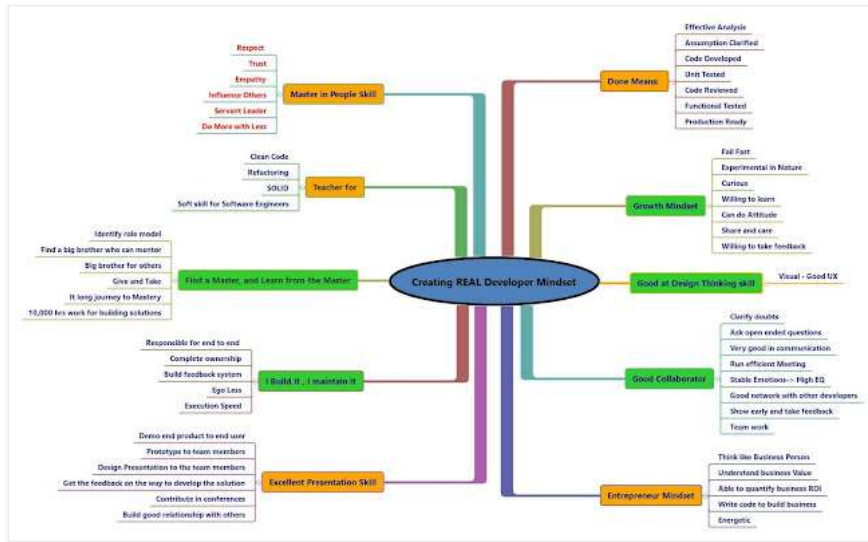 Creating REAL Developer Mindset
Master in People Skill
Respect
Trust
Empathy
Influence Others
Servant Leader
Do More with Less
Teacher for
Clean Code
Refactoring
SOLID
Soft skill for Software Engineers
Find a Master, and Learn from the Master
Identify role model
Find a big brother who can mentor
Big brother for others
Give and Take
It long journey to Mastery
10,000 hrs work for building solutions
I Build It , I maintain It
Responsible for end to end
Complete ownership
Build feedback system
Ego Less
Execution Speed
Excellent Presentation Skill
Demo end product to end user
Prototype to team members
Design Presentation to the team members
Get the feedback on the way to develop the solution
Contribute in conferences
Build good relationship with others
Done Means:
Effective Analysis
Assumption Clarified
Code Developed
Unit Tested
Code Reviewed
Functional Tested
Production Ready
Growth Mindset
Fail Fast
Experimental in Nature
Curious
Willing to learn
Can do Attitude
Share and care
Willing to take feedback
Good at Design Thinking skill
Visual - Good UX
Good Collaborator
Clarify doubts
Ask open ended questions
Very good in communication
Run efficient Meeting
Stable Emotions-> High EQ
Good network with other developers
Show early and take feedback
Team work
Entrepreneur Mindset
Think like Business Person
Understand business Value
Able to quantify business ROI
Write code to build business
Energetic